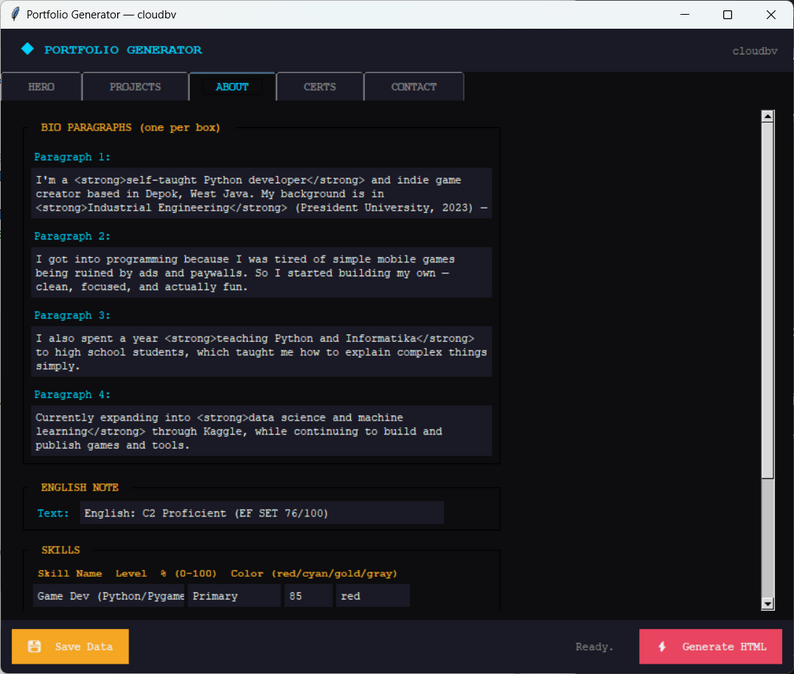 Portfolio Generator — cloudbv
PORTFOLIO GENERATOR
cloudbv
HERO
PROJECTS
ABOUT
CERTS
CONTACT
BIO PARAGRAPHS (one per box)
Paragraph 1:
I'm a <strong>self-taught Python developer</strong> and indie game
creator based in Depok, West Java. My background is in
<strong>Industrial Engineering</strong> (President University, 2023) —
Paragraph 2:
I got into programming because I was tired of simple mobile games
being ruined by ads and paywalls. So I started building my own —
clean, focused, and actually fun.
Paragraph 3:
I also spent a year <strong>teaching Python and Informatika</strong>
to high school students, which taught me how to explain complex things
simply.
Paragraph 4:
Currently expanding into <strong>data science and machine
learning</strong> through Kaggle, while continuing to build and
publish games and tools.
ENGLISH NOTE
Text: English: C2 Proficient (EF SET 76/100)
SKILLS
Skill Name Level % (0-100) Color (red/cyan/gold/gray)
Game Dev (Python/Pygame Primary 85 red
Save Data
Ready.
Generate HTML